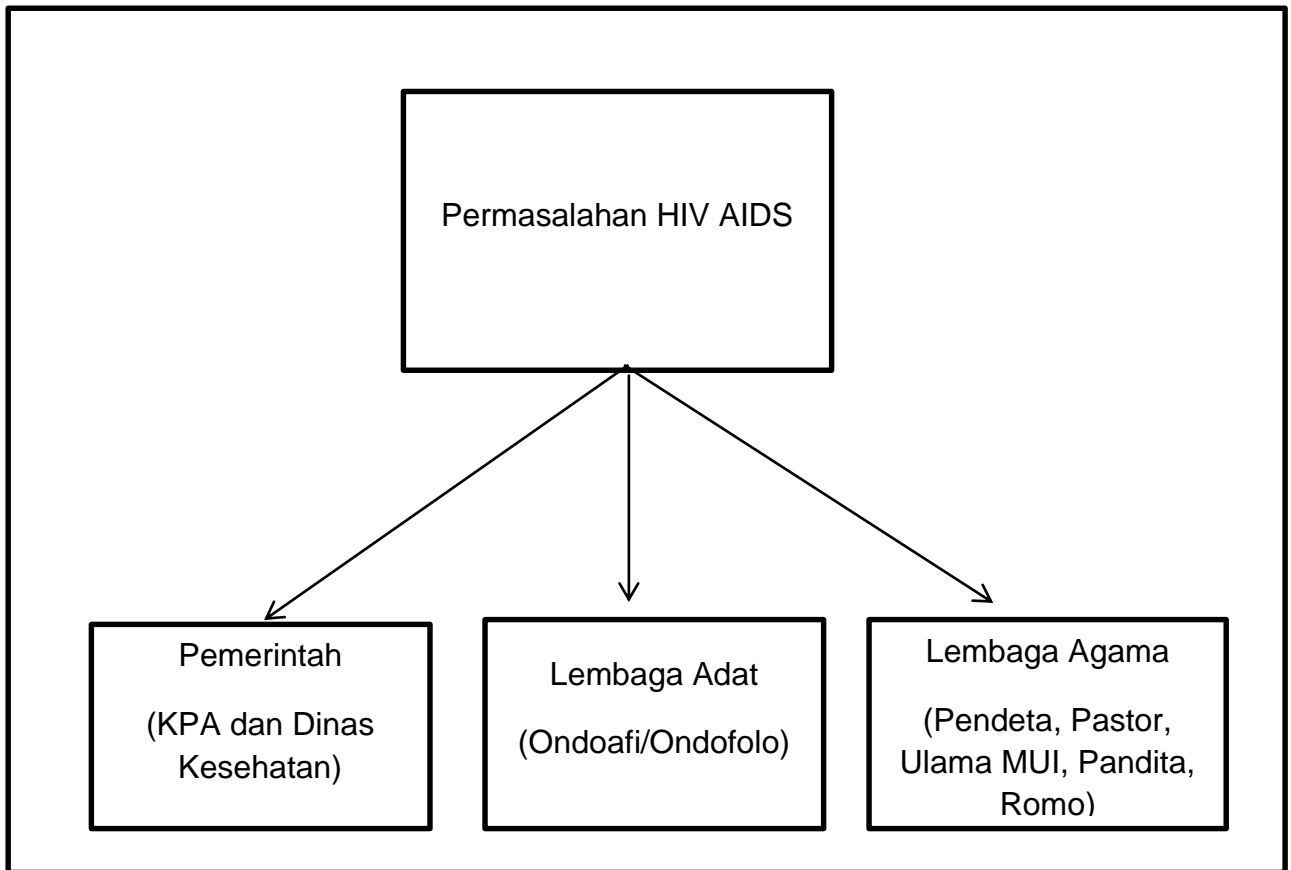 Permasalahan HIV AIDS
Pemerintah
(KPA dan Dinas
Kesehatan)
Lembaga Adat
(Ondoafi/Ondofolo)
Lembaga Agama
(Pendeta, Pastor,
Ulama MUI, Pandita,
Romo)